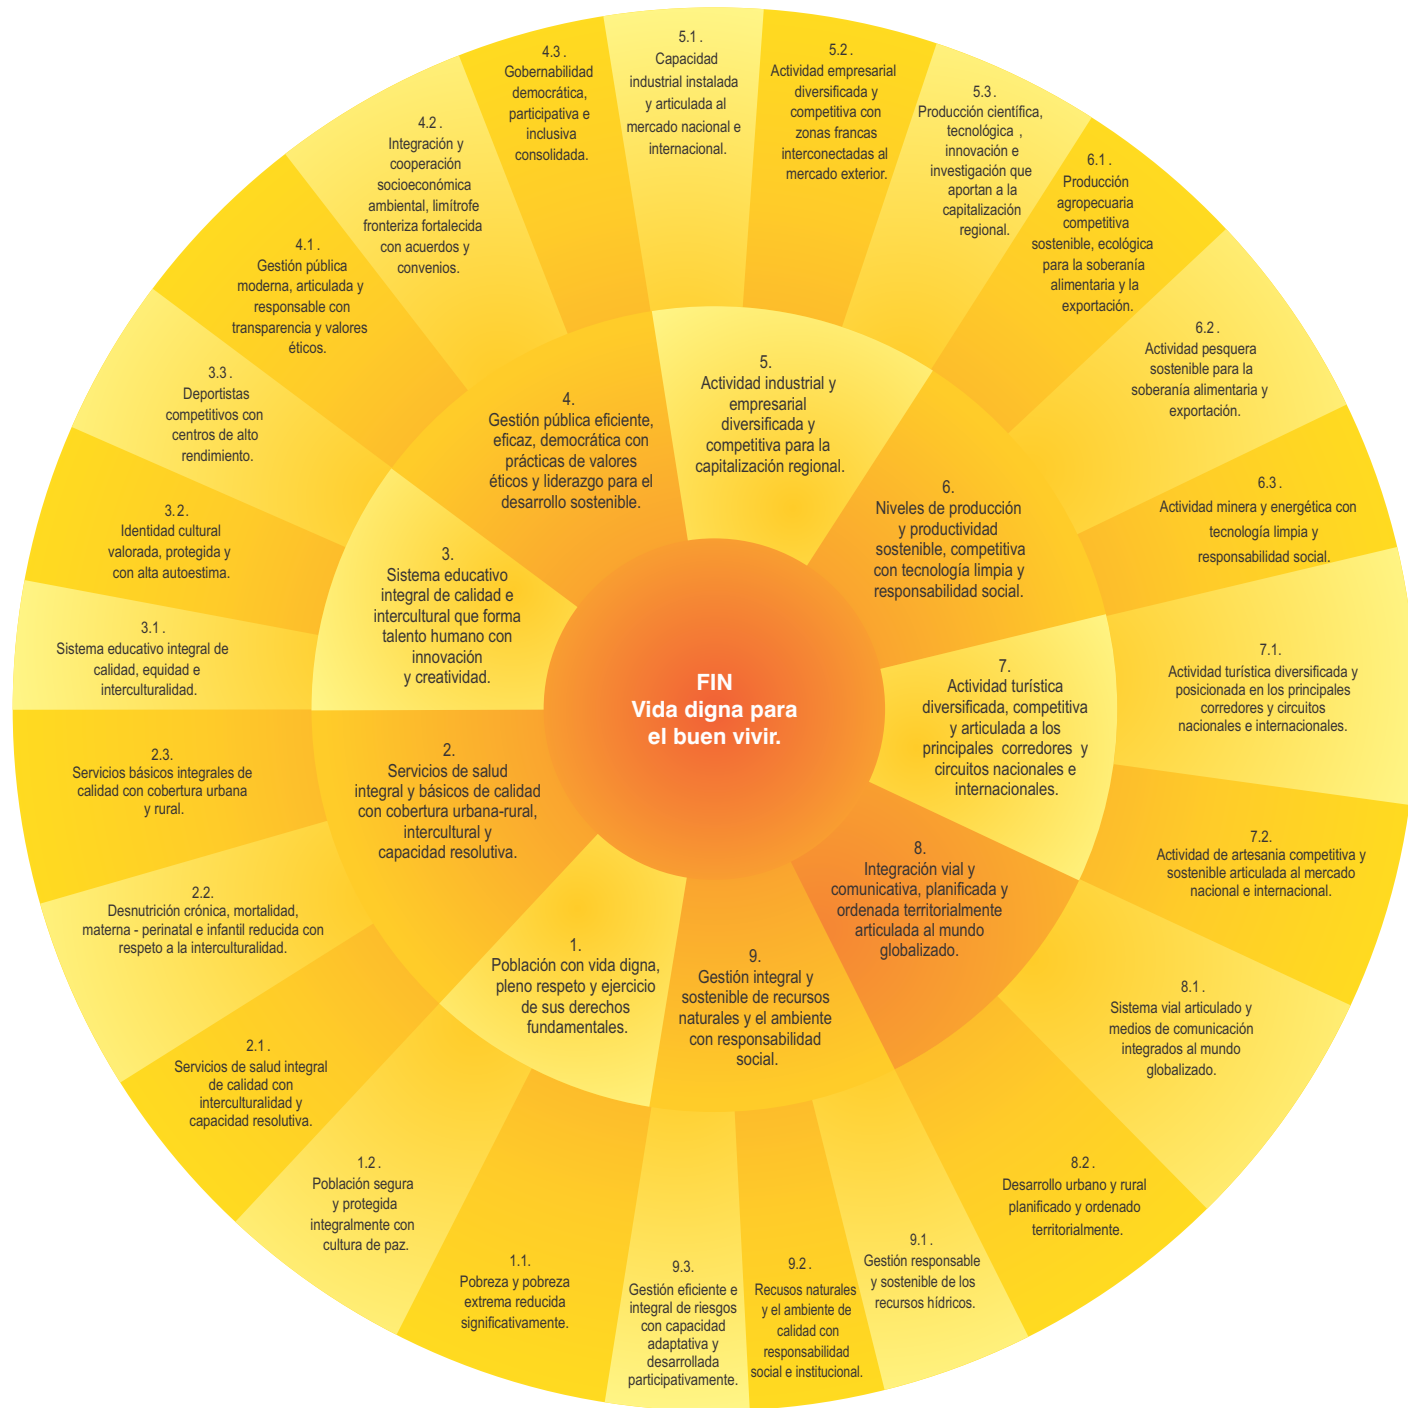 FIN
Vida digna para
el buen vivir.
1.
Población con vida digna,
pleno respeto y ejercicio
de sus derechos
fundamentales.
2.
Servicios de salud
integral y básicos de calidad
con cobertura urbana-rural,
intercultural y
capacidad resolutiva.
3.
Sistema educativo
integral de calidad e
intercultural que forma
talento humano con
innovación
y creatividad.
4.
Gestión pública eficiente,
eficaz, democrática con
prácticas de valores
éticos y liderazgo para el
desarrollo sostenible.
5.
Actividad industrial y
empresarial
diversificada y
competitiva para la
capitalización regional.
6.
Niveles de producción
y productividad
sostenible, competitiva
con tecnología limpia y
responsabilidad social.
7.
Actividad turística
diversificada, competitiva
y articulada a los
principales corredores y
circuitos nacionales e
internacionales.
8.
Integración vial y
comunicativa, planificada y
ordenada territorialmente
articulada al mundo
globalizado.
9.
Gestión integral y
sostenible de recursos
naturales y el ambiente
con responsabilidad
social.
1.1.
Pobreza y pobreza
extrema reducida
significativamente.
1.2.
Población segura
y protegida
integralmente con
cultura de paz.
2.1.
Servicios de salud integral
de calidad con
interculturalidad y
capacidad resolutiva.
2.2.
Desnutrición crónica, mortalidad,
materna - perinatal e infantil reducida con
respeto a la interculturalidad.
2.3.
Servicios básicos integrales de
calidad con cobertura urbana
y rural.
3.1.
Sistema educativo integral de
calidad, equidad e
interculturalidad.
3.2.
Identidad cultural
valorada, protegida y
con alta autoestima.
3.3.
Deportistas
competitivos con
centros de alto
rendimiento.
4.1.
Gestión pública
moderna, articulada y
responsable con
transparencia y valores
éticos.
4.2.
Integración y
cooperación
socioeconómica
ambiental, limítrofe
fronteriza fortalecida
con acuerdos y
convenios.
4.3.
Gobernabilidad
democrática,
participativa e
inclusiva
consolidada.
5.1.
Capacidad
industrial instalada
y articulada al
mercado nacional e
internacional.
5.2.
Actividad empresarial
diversificada y
competitiva con
zonas francas
interconectadas al
mercado exterior.
5.3.
Producción científica,
tecnológica ,
innovación e
investigación que
aportan a la
capitalización
regional.
6.1.
Producción
agropecuaria
competitiva
sostenible, ecológica
para la soberanía
alimentaria y la
exportación.
6.2.
Actividad pesquera
sostenible para la
soberanía alimentaria y
exportación.
6.3.
Actividad minera y energética con
tecnología limpia y
responsabilidad social.
7.1.
Actividad turística diversificada y
posicionada en los principales
corredores y circuitos
nacionales e internacionales.
7.2.
Actividad de artesania competitiva y
sostenible articulada al mercado
nacional e internacional.
8.1.
Sistema vial articulado y
medios de comunicación
integrados al mundo
globalizado.
8.2.
Desarrollo urbano y rural
planificado y ordenado
territorialmente.
9.1.
Gestión responsable
y sostenible de los
recursos hídricos.
9.2.
Recusos naturales
y el ambiente de
calidad con
responsabilidad
social e institucional.
9.3.
Gestión eficiente e
integral de riesgos
con capacidad
adaptativa y
desarrollada
participativamente.